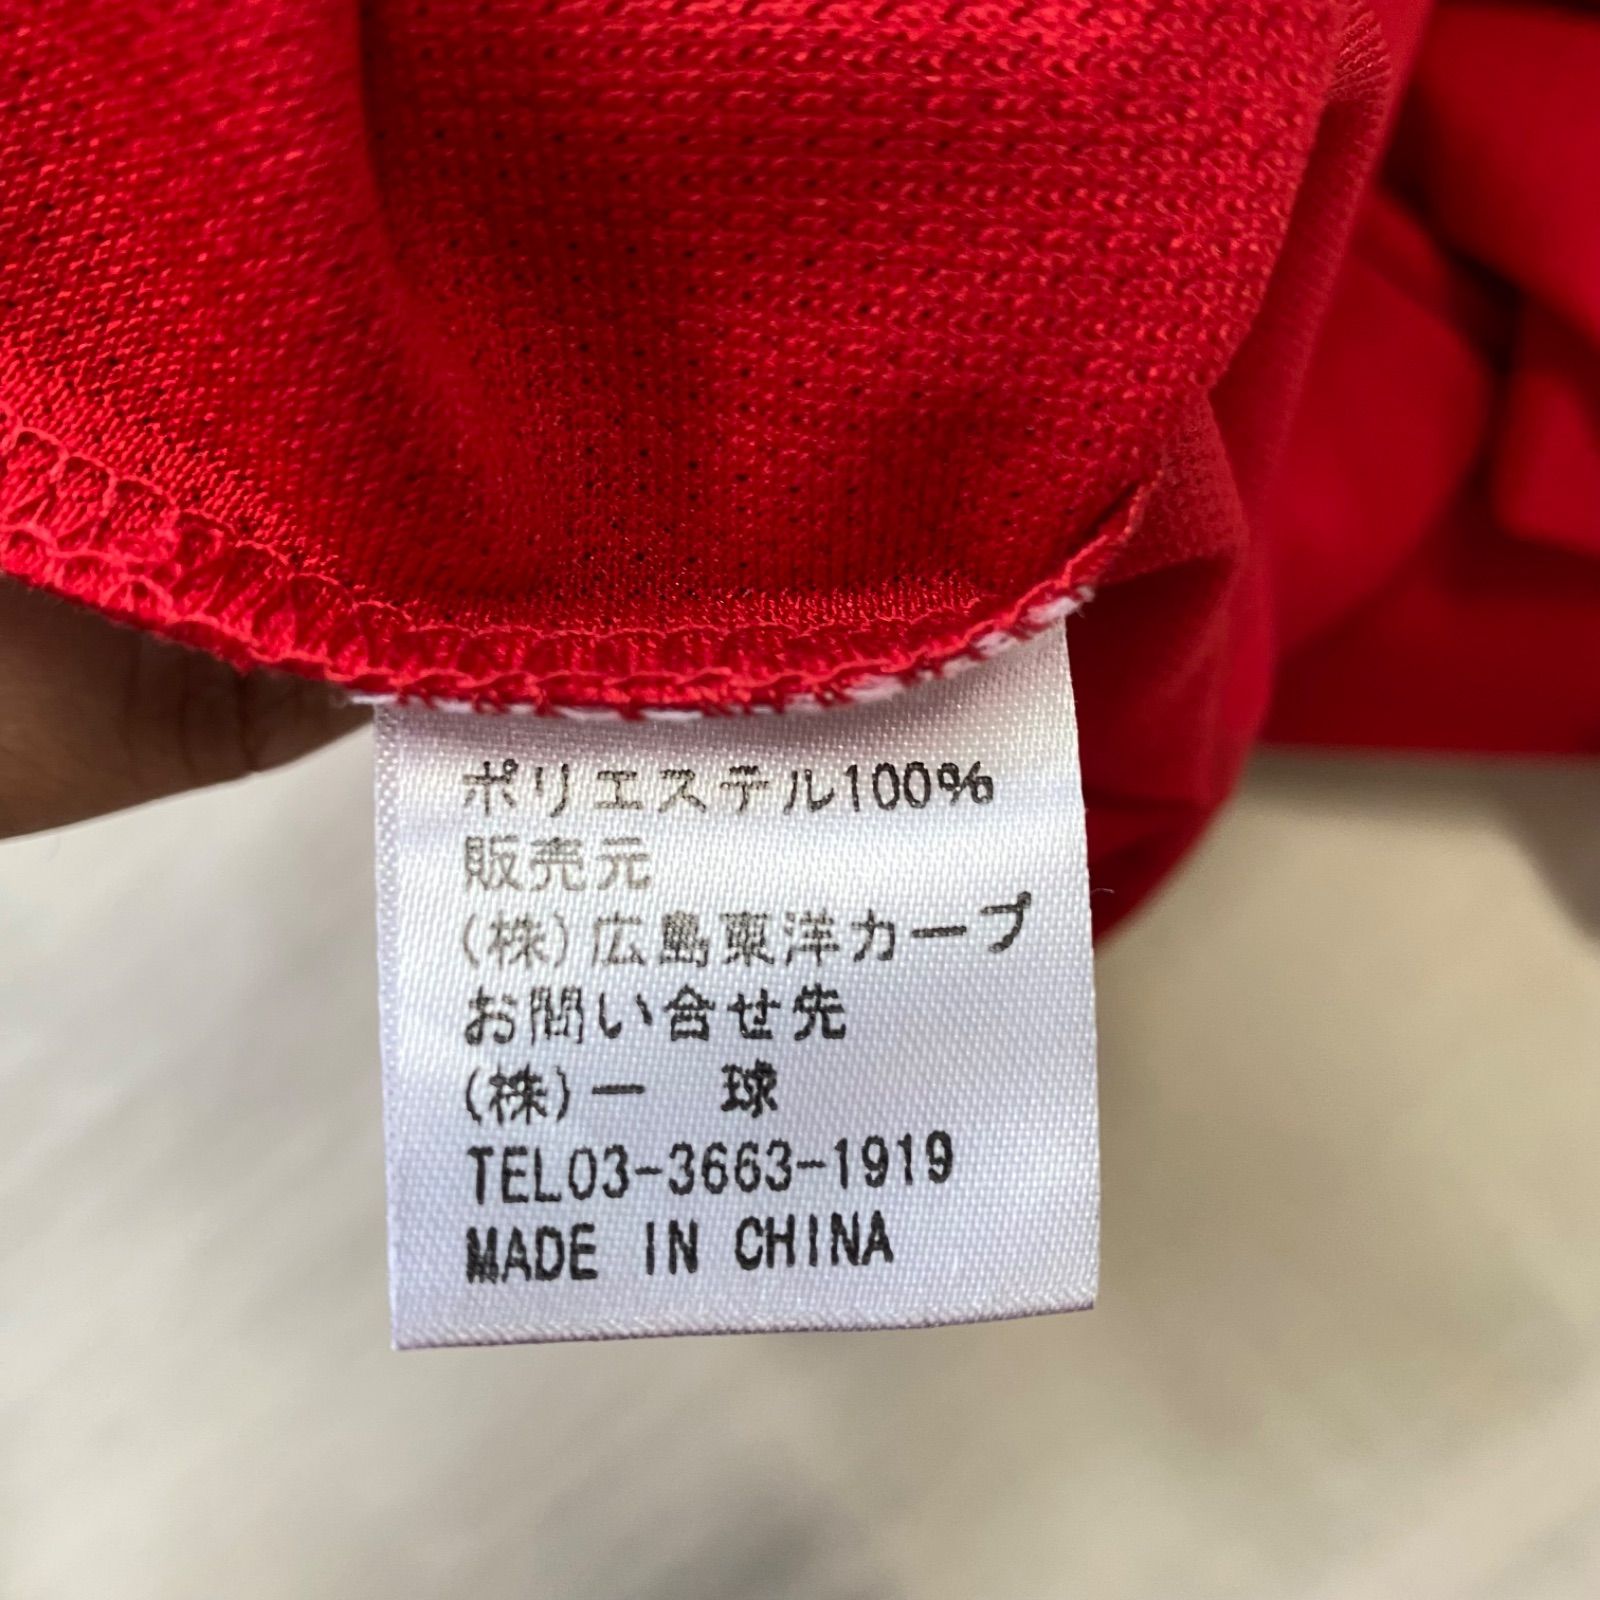 ポリエステル100%
販売元
(株)広島東洋カープ
お問い合せ先
(株)一 球
TEL03-3663-1919
MADE IN CHINA